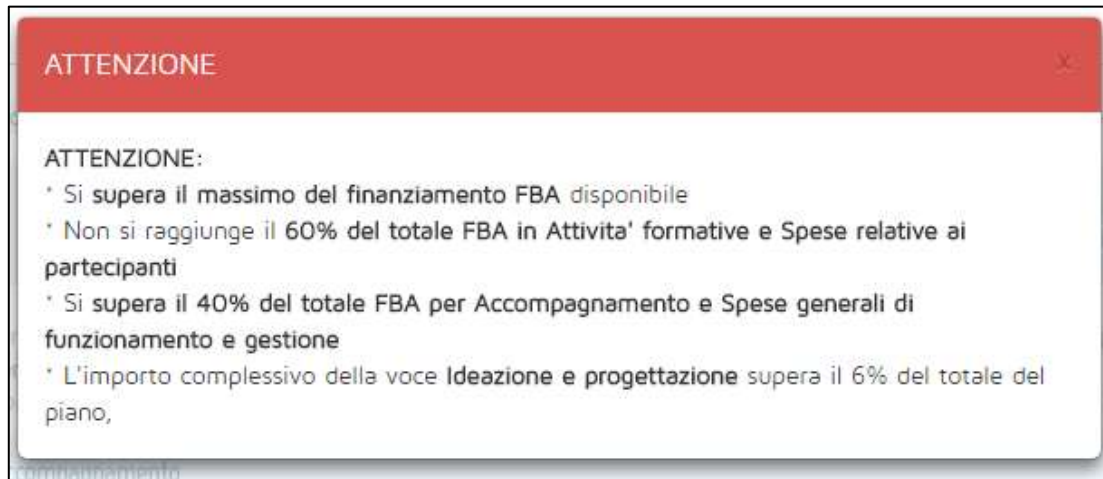 ATTENZIONE
x
ATTENZIONE:
* Si supera il massimo del finanziamento FBA disponibile
* Non si raggiunge il 60% del totale FBA in Attivita' formative e Spese relative ai
partecipanti
* Si supera il 40% del totale FBA per Accompagnamento e Spese generali di
funzionamento e gestione
* L'importo complessivo della voce Ideazione e progettazione supera il 6% del totale del
piano,